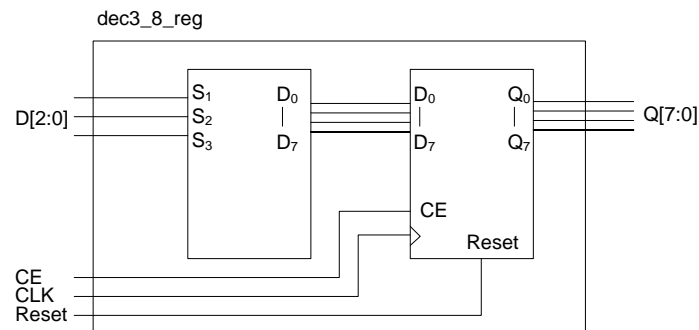 dec3_8_reg
S1 D0 D0 Q0
D[2:0] S2 Q[7:0]
S3 D7 D7 Q7
CE
Reset
CE
CLK
Reset